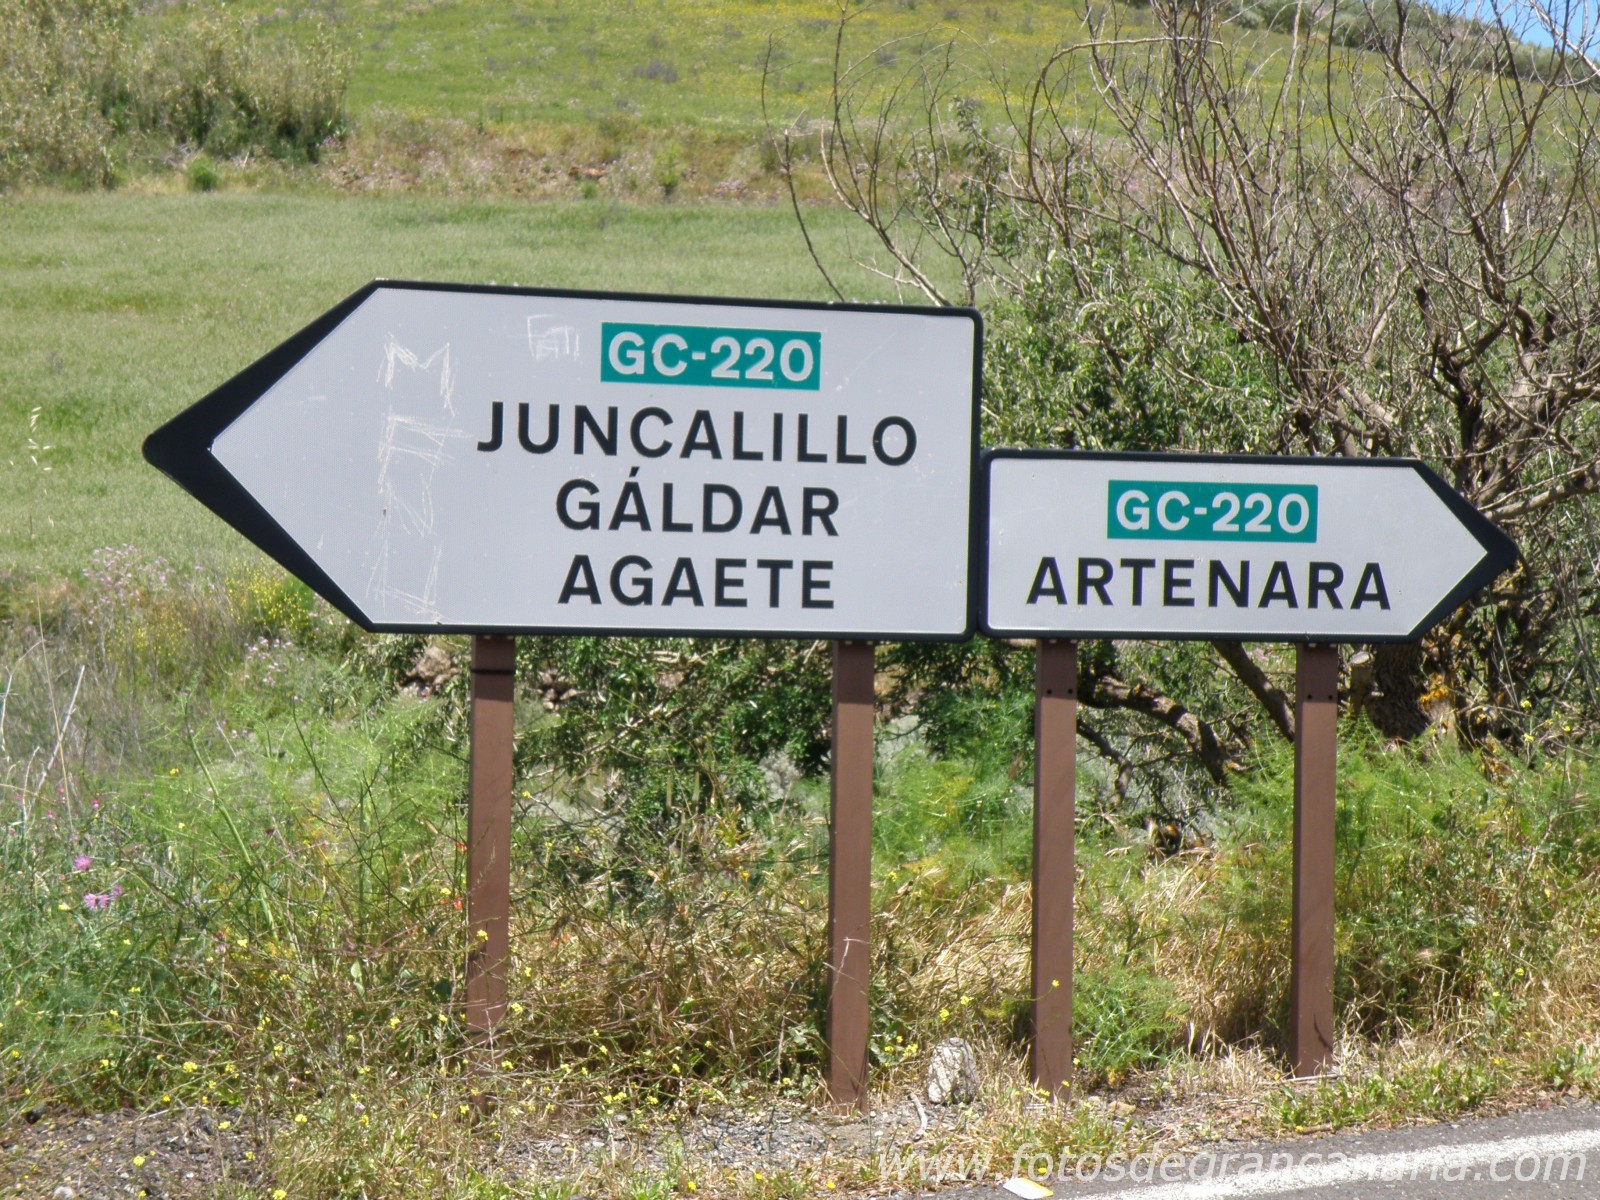 GC-220
JUNCALILLO
GÁLDAR
AGAETE
GC-220
ARTENARA
www.fotosdegrancanaria.com